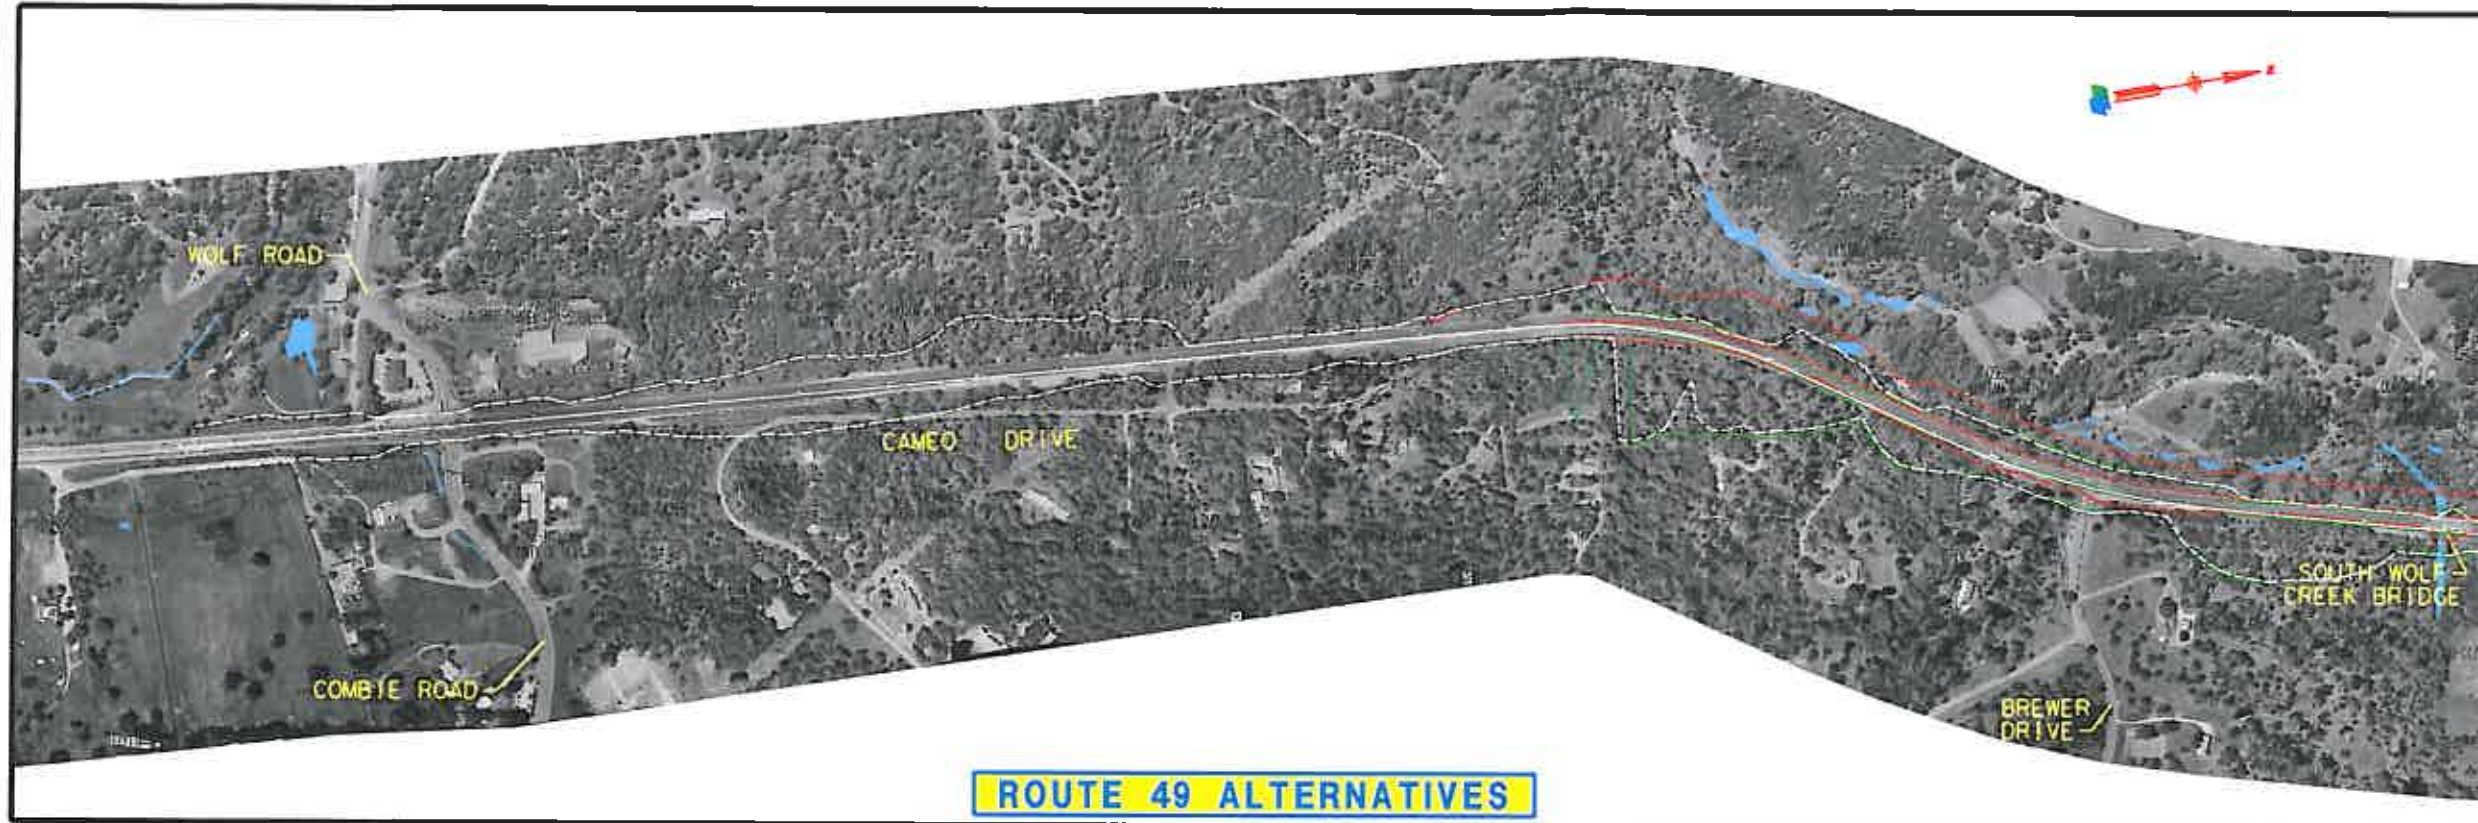 WOLF ROAD
CAMEO DRIVE
SOUTH WOLF
CREEK BRIDGE
COMBIE ROAD
BREWER
DRIVE
ROUTE 49 ALTERNATIVES